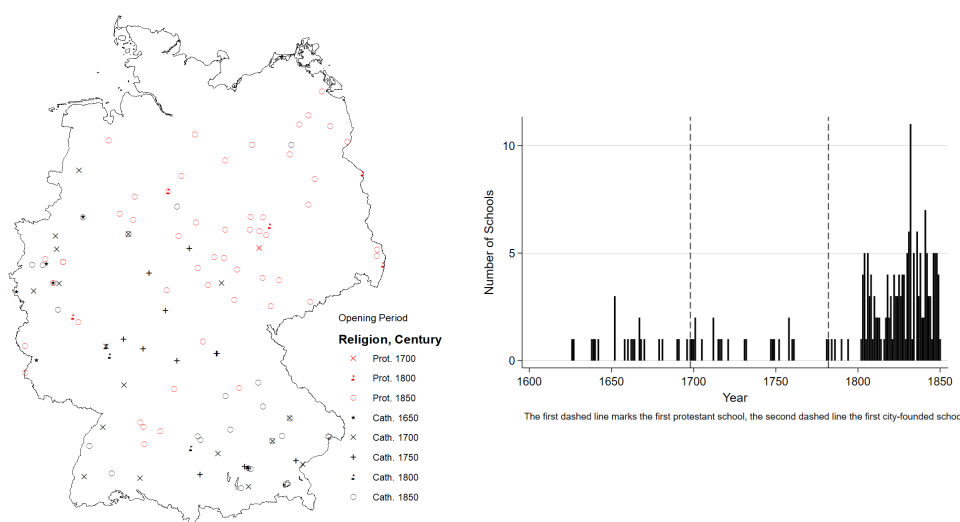 Opening Period
Religion, Century
Prot. 1700
Prot. 1800
Prot. 1850
Cath. 1650
Cath. 1700
Cath. 1750
Cath. 1800
Cath. 1850
Number of Schools
10
5
0
1600 1650 1700 1750 1800 1850
Year
The first dashed line marks the first protestant school, the second dashed line the first city-founded schoo